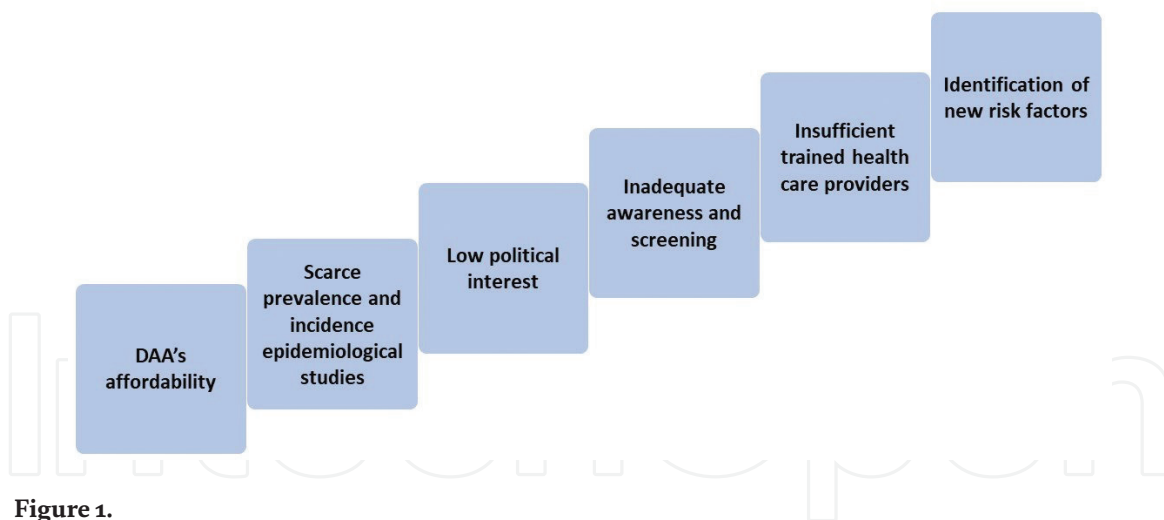 DAA's
affordability
Scarce
prevalence and
incidence
epidemiological
studies
Low political
interest
Inadequate
awareness and
screening
Insufficient
trained health
care providers
Identification of
new risk factors
IntechOpen
Figure 1.